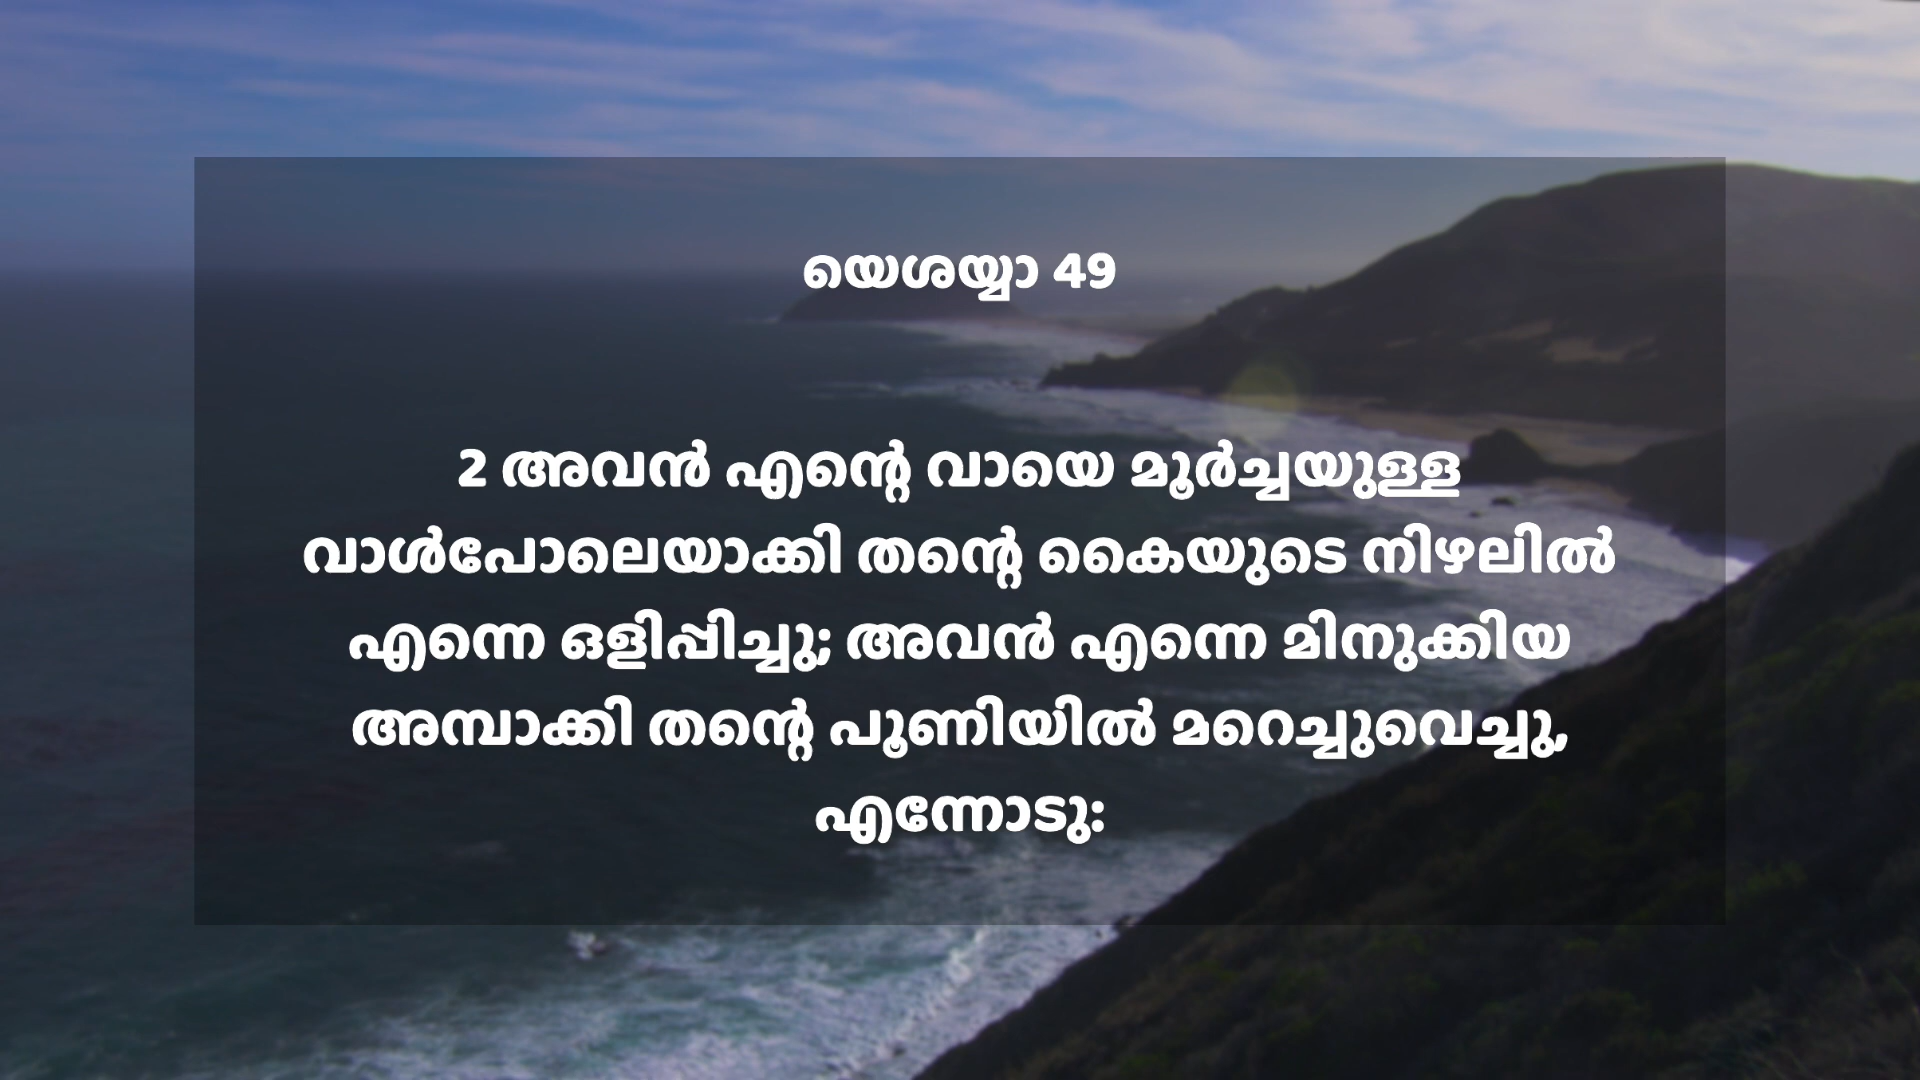 യെശയ്യാ 49
2 അവൻ എന്റെ വായെ മൂർച്ചയുള്ള
വാൾപോലെയാക്കി തന്റെ കൈയുടെ നിഴലിൽ
എന്നെ ഒളിപ്പിച്ചു; അവൻ എന്നെ മിനുക്കിയ
അമ്പാക്കി തന്റെ പൂണിയിൽ മറെച്ചുവെച്ചു,
എന്നോടു: